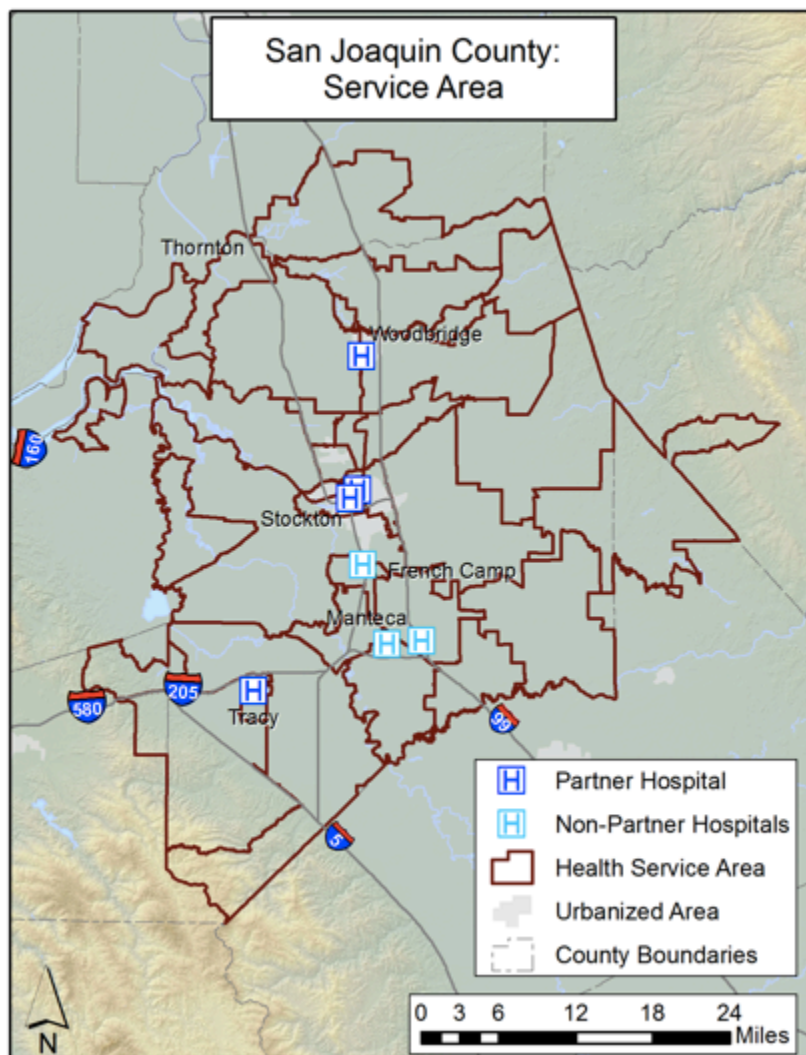 San Joaquin County:
Service Area
Thornton
Woodbridge
H
160
H
H
Stockton
H
French Camp
Manteca
H
H
205
H
580
Tracy
99
5
H Partner Hospital
H Non-Partner Hospitals
Health Service Area
Urbanized Area
County Boundaries
N
0 3 6 12 18 24
Miles